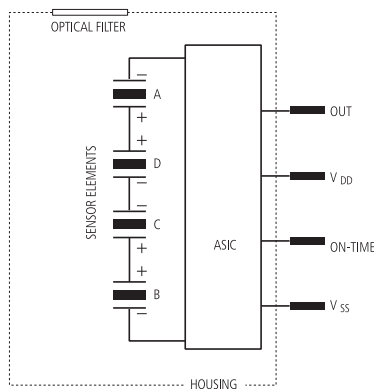 OPTICAL FILTER
SENSOR ELEMENTS
−
A
+
+
D
−
−
C
+
+
B
−
ASIC
OUT
V DD
ON-TIME
V SS
HOUSING